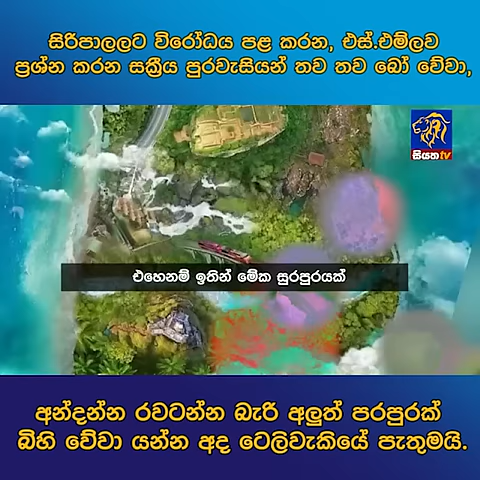 සිරිපාලලට විරෝධය පළ කරන, එස්.එම්ලව
ප්‍රශ්න කරන සක්‍රීය පුරවැසියන් තව තව බෝ වේවා,
සියත tv
එහෙනම් ඉතින් මේක සුරපුරයක්
අන්දන්න රවටන්න බැරි අලුත් පරපුරක්
බිහි වේවා යන්න අද ටෙලිවැකියේ පැතුමයි.